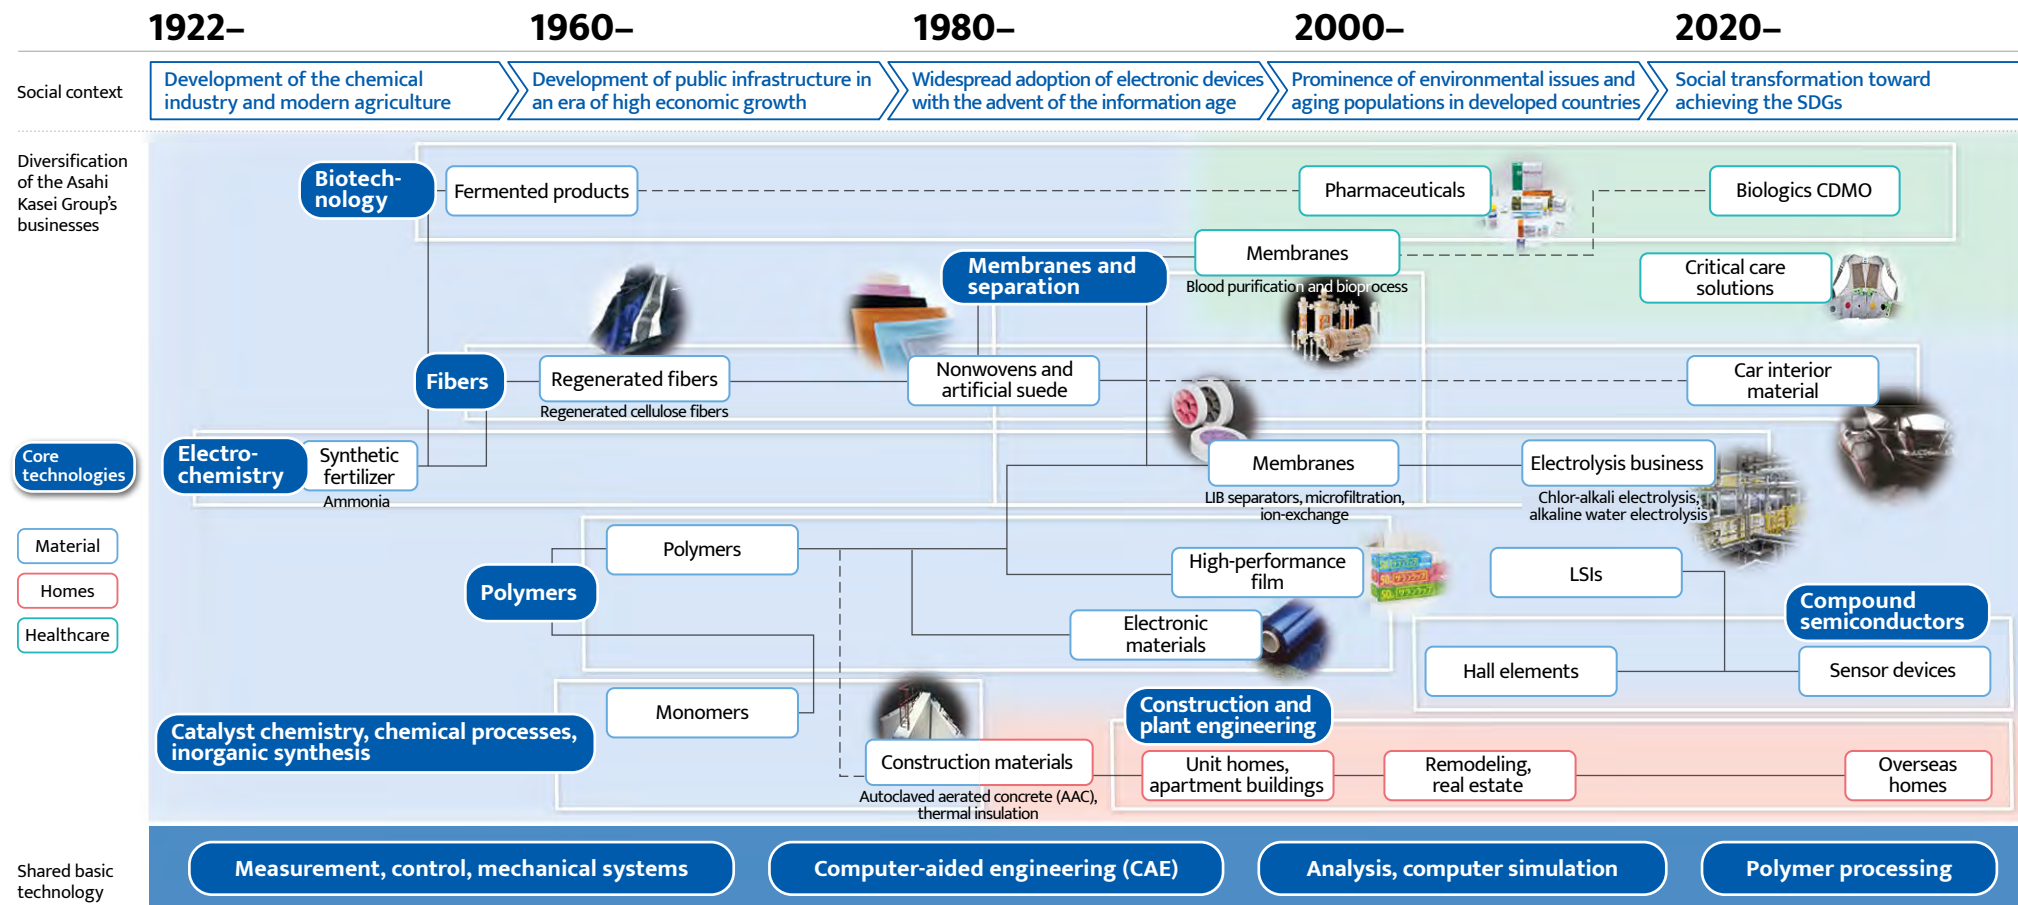 1922–
1960–
1980–
2000–
2020–
Social context
Development of the chemical
industry and modern agriculture
Development of public infrastructure in
an era of high economic growth
Widespread adoption of electronic devices
with the advent of the information age
Prominence of environmental issues and
aging populations in developed countries
Social transformation toward
achieving the SDGs
Diversification
of the Asahi
Kasei Group's
businesses
Biotech-
nology
Fermented products
Pharmaceuticals
Biologics CDMO
Membranes and
separation
Membranes
Blood purification and bioprocess
Critical care
solutions
Fibers
Regenerated fibers
Regenerated cellulose fibers
Nonwovens and
artificial suede
Car interior
material
Core
technologies
Electro-
chemistry
Synthetic
fertilizer
Ammonia
Membranes
LIB separators, microfiltration,
ion-exchange
Electrolysis business
Chlor-alkali electrolysis,
alkaline water electrolysis
Material
Homes
Healthcare
Polymers
Polymers
High-performance
film
LSIs
Electronic
materials
Compound
semiconductors
Hall elements
Sensor devices
Catalyst chemistry, chemical processes,
inorganic synthesis
Monomers
Construction materials
Autoclaved aerated concrete (AAC),
thermal insulation
Construction and
plant engineering
Unit homes,
apartment buildings
Remodeling,
real estate
Overseas
homes
Shared basic
technology
Measurement, control, mechanical systems
Computer-aided engineering (CAE)
Analysis, computer simulation
Polymer processing